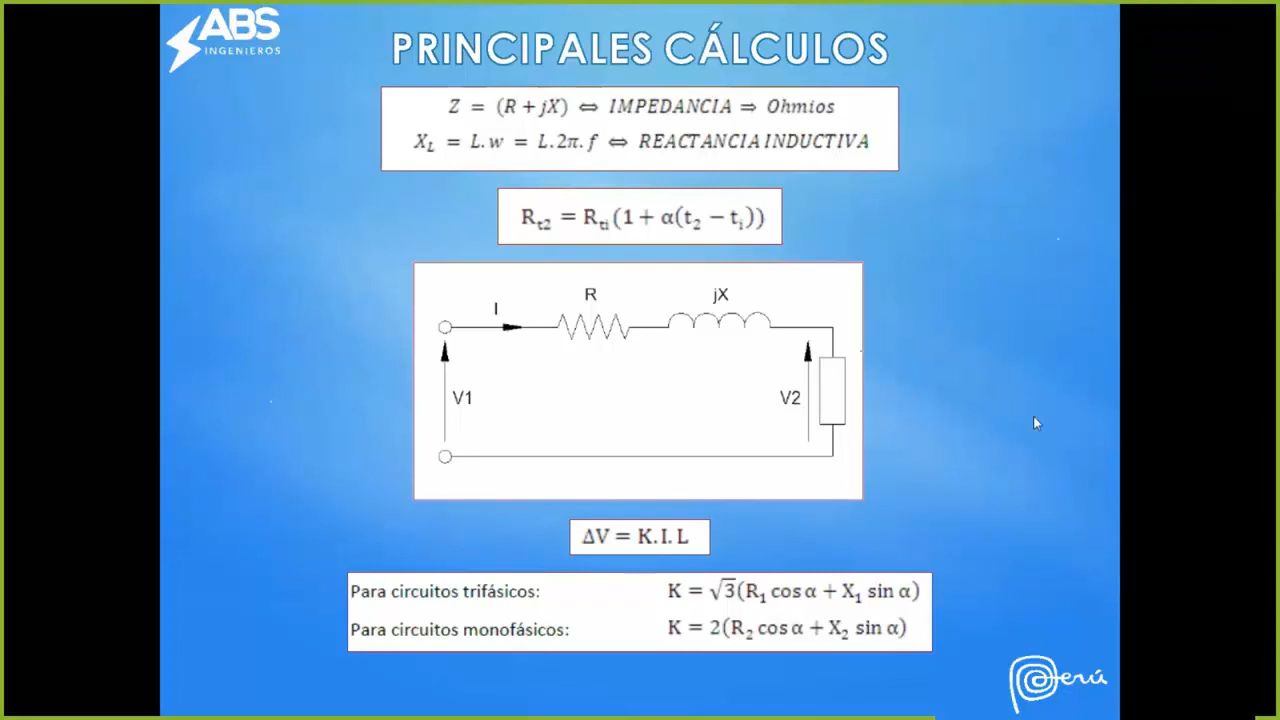 ABS
INGENIEROS
PRINCIPALES CÁLCULOS
Z = (R + jX) ⇔ IMPEDANCIA ⇒ Ohmios
X_L = L.w = L.2π.f ⇔ REACTANCIA INDUCTIVA
R_t2 = R_ti(1 + α(t_2 − t_i))
R jX
I
V1 V2
ΔV = K.I.L
Para circuitos trifásicos: K = √3(R_1 cos α + X_1 sin α)
Para circuitos monofásicos: K = 2(R_2 cos α + X_2 sin α)
Perú